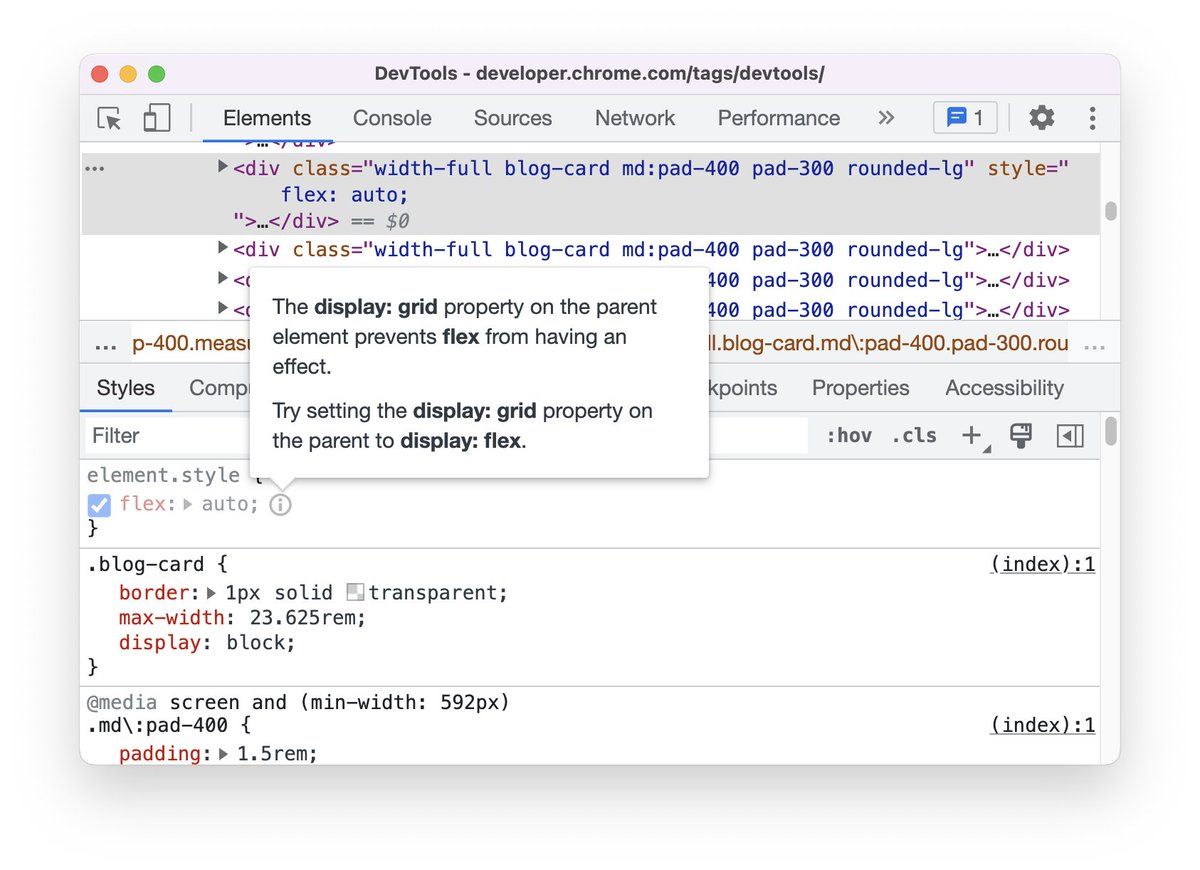 DevTools - developer.chrome.com/tags/devtools/
Elements Console Sources Network Performance » 1
…</div>
… <div class="width-full blog-card md:pad-400 pad-300 rounded-lg" style="
flex: auto;
">…</div> == $0
<div class="width-full blog-card md:pad-400 pad-300 rounded-lg">…</div>
400 pad-300 rounded-lg">…</div>
400 pad-300 rounded-lg">…</div>
The display: grid property on the parent
element prevents flex from having an
effect.
Try setting the display: grid property on
the parent to display: flex.
… p-400.measu ll.blog-card.md\:pad-400.pad-300.rou …
Styles Compu kpoints Properties Accessibility
Filter :hov .cls +
element.style {
flex: auto;
}
.blog-card { (index):1
border: 1px solid transparent;
max-width: 23.625rem;
display: block;
}
@media screen and (min-width: 592px)
.md\:pad-400 { (index):1
padding: 1.5rem;